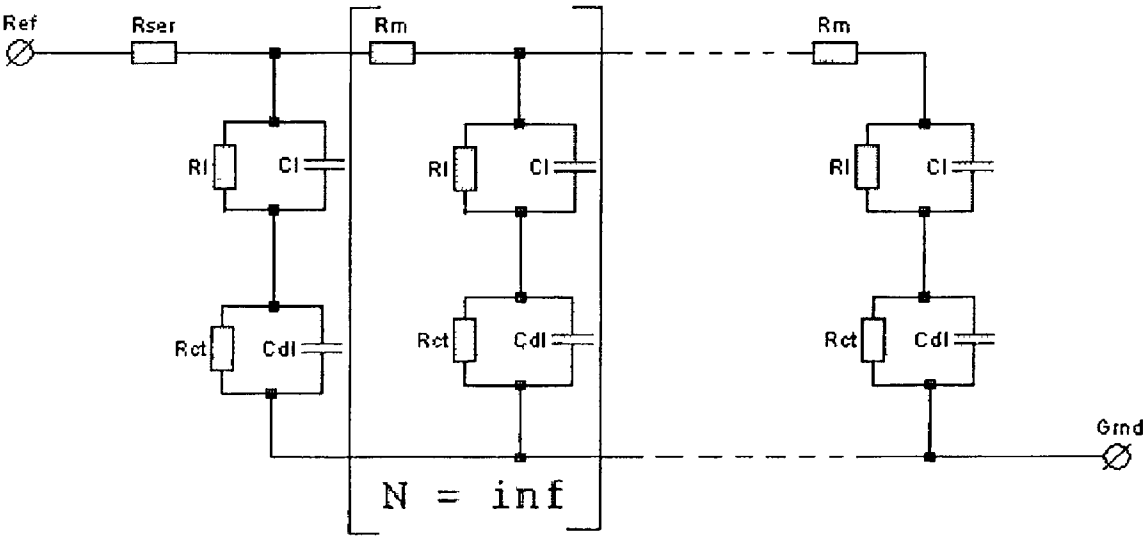 Ref Rser Rm Rm
Rl Cl Rl Cl Rl Cl
Rct Cdl Rct Cdl Rct Cdl
Grnd
N = inf